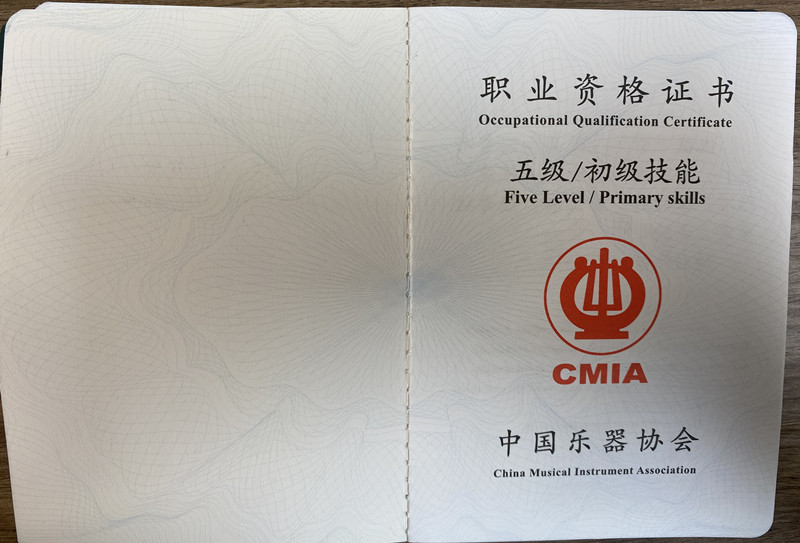 职业资格证书
Occupational Qualification Certificate
五级/初级技能
Five Level / Primary skills
CMIA
中国乐器协会
China Musical Instrument Association